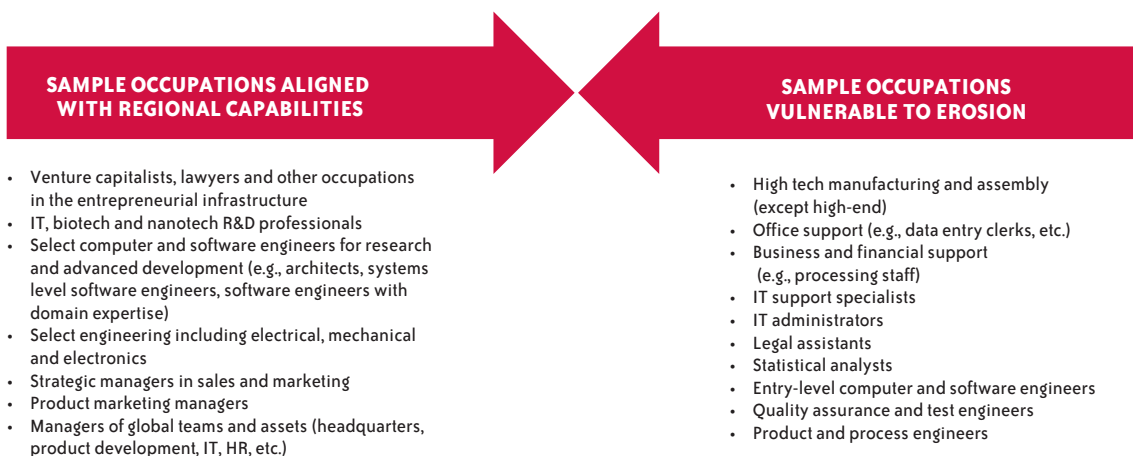 SAMPLE OCCUPATIONS ALIGNED
WITH REGIONAL CAPABILITIES
• Venture capitalists, lawyers and other occupations
in the entrepreneurial infrastructure
• IT, biotech and nanotech R&D professionals
• Select computer and software engineers for research
and advanced development (e.g., architects, systems
level software engineers, software engineers with
domain expertise)
• Select engineering including electrical, mechanical
and electronics
• Strategic managers in sales and marketing
• Product marketing managers
• Managers of global teams and assets (headquarters,
product development, IT, HR, etc.)
SAMPLE OCCUPATIONS
VULNERABLE TO EROSION
• High tech manufacturing and assembly
(except high-end)
• Office support (e.g., data entry clerks, etc.)
• Business and financial support
(e.g., processing staff)
• IT support specialists
• IT administrators
• Legal assistants
• Statistical analysts
• Entry-level computer and software engineers
• Quality assurance and test engineers
• Product and process engineers